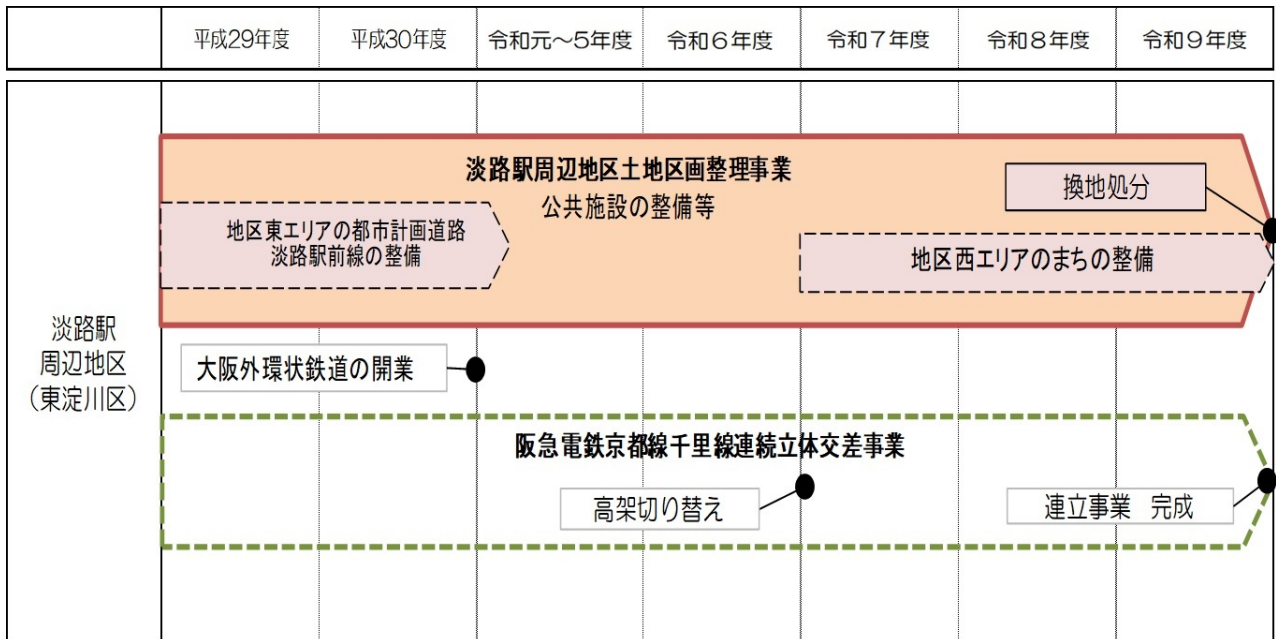 平成29年度 平成30年度 令和元～5年度 令和６年度 令和７年度 令和８年度 令和９年度
淡路駅周辺地区土地区画整理事業
公共施設の整備等
換地処分
地区東エリアの都市計画道路
淡路駅前線の整備
地区西エリアのまちの整備
淡路駅
周辺地区
（東淀川区）
大阪外環状鉄道の開業
阪急電鉄京都線千里線連続立体交差事業
高架切り替え
連立事業　完成